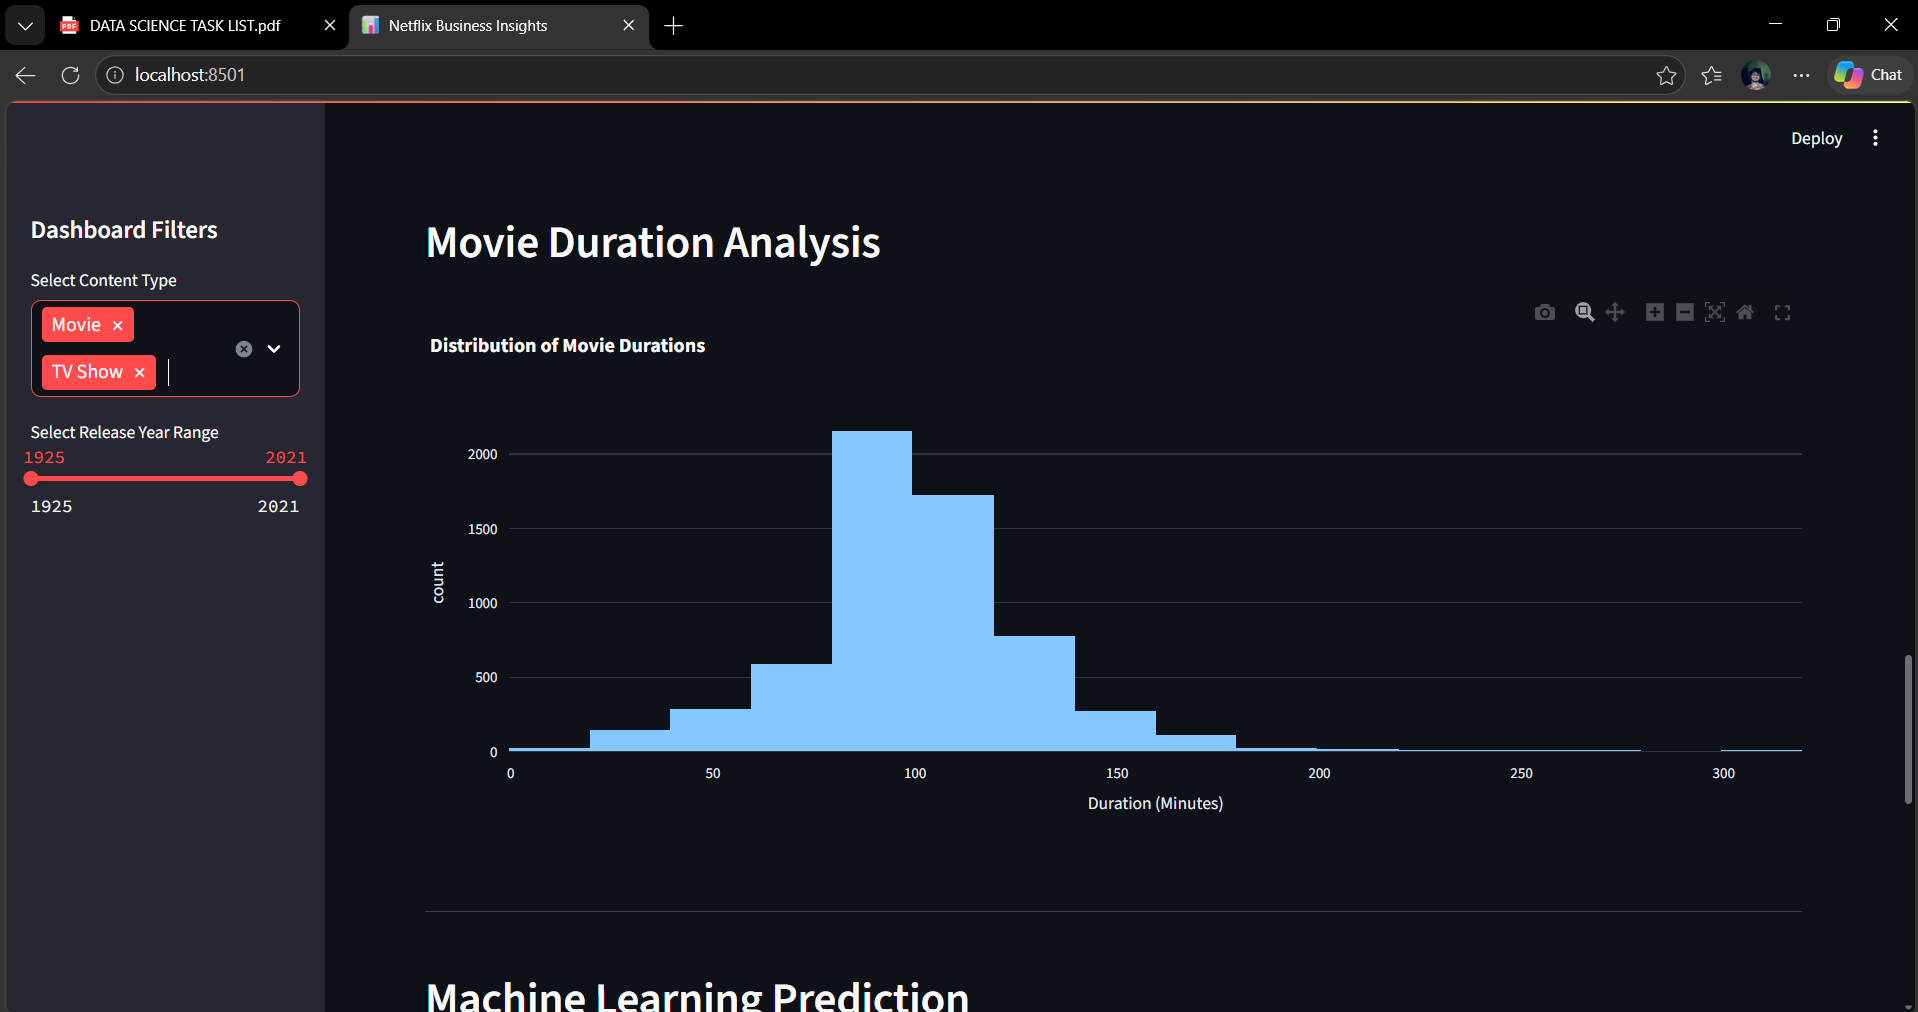 DATA SCIENCE TASK LIST.pdf
Netflix Business Insights
localhost:8501
Chat
Deploy
Dashboard Filters
Select Content Type
Movie
TV Show
Select Release Year Range
1925 2021
1925 2021
Movie Duration Analysis
Distribution of Movie Durations
2000
1500
1000
500
0
count
0 50 100 150 200 250 300
Duration (Minutes)
Machine Learning Prediction